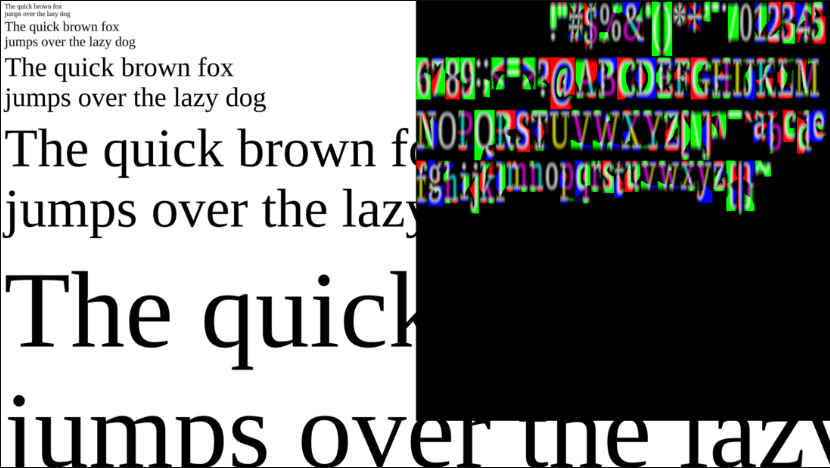 The quick brown fox
jumps over the lazy dog
The quick brown fox
jumps over the lazy dog
The quick brown fox
jumps over the lazy dog
The quick brown
jumps over the lazy
The quick
jumps over the lazy
!"#$%&'()*+
/012345
6789:;<=>?@ABCDEFGHIJKLM
NOPQRSTUVWXYZ[\]^_`abcde
fghijklmnopqrstuvwxyz{|}~